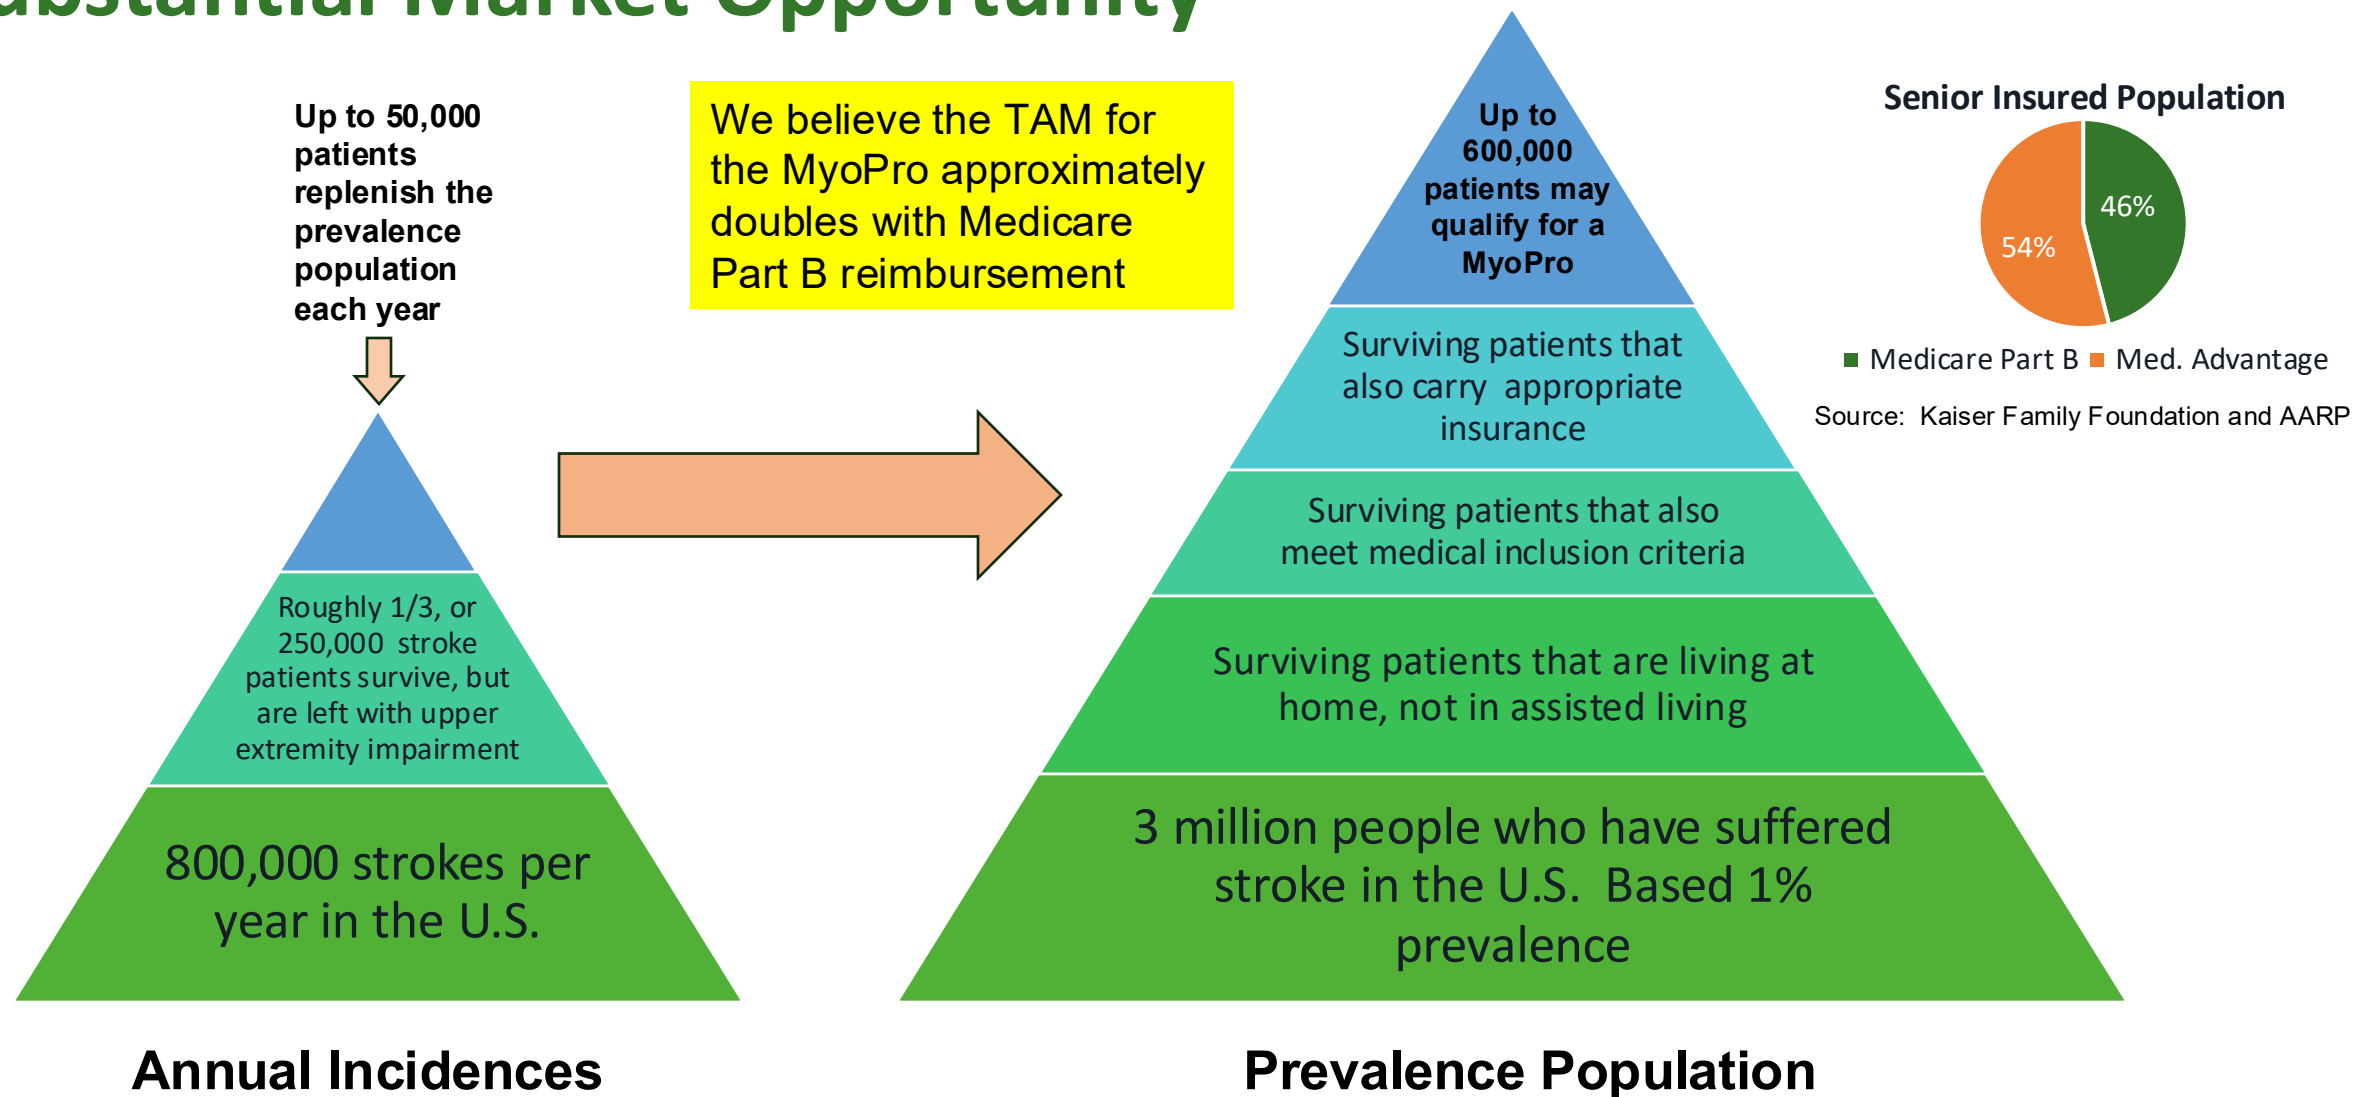 Market Opportunity
Up to 50,000
patients
replenish the
prevalence
population
each year
We believe the TAM for
the MyoPro approximately
doubles with Medicare
Part B reimbursement
Roughly 1/3, or
250,000 stroke
patients survive, but
are left with upper
extremity impairment
800,000 strokes per
year in the U.S.
Annual Incidences
Up to
600,000
patients may
qualify for a
MyoPro
Surviving patients that
also carry appropriate
insurance
Surviving patients that also
meet medical inclusion criteria
Surviving patients that are living at
home, not in assisted living
3 million people who have suffered
stroke in the U.S. Based 1%
prevalence
Prevalence Population
Senior Insured Population
46%
54%
Medicare Part B Med. Advantage
Source: Kaiser Family Foundation and AARP